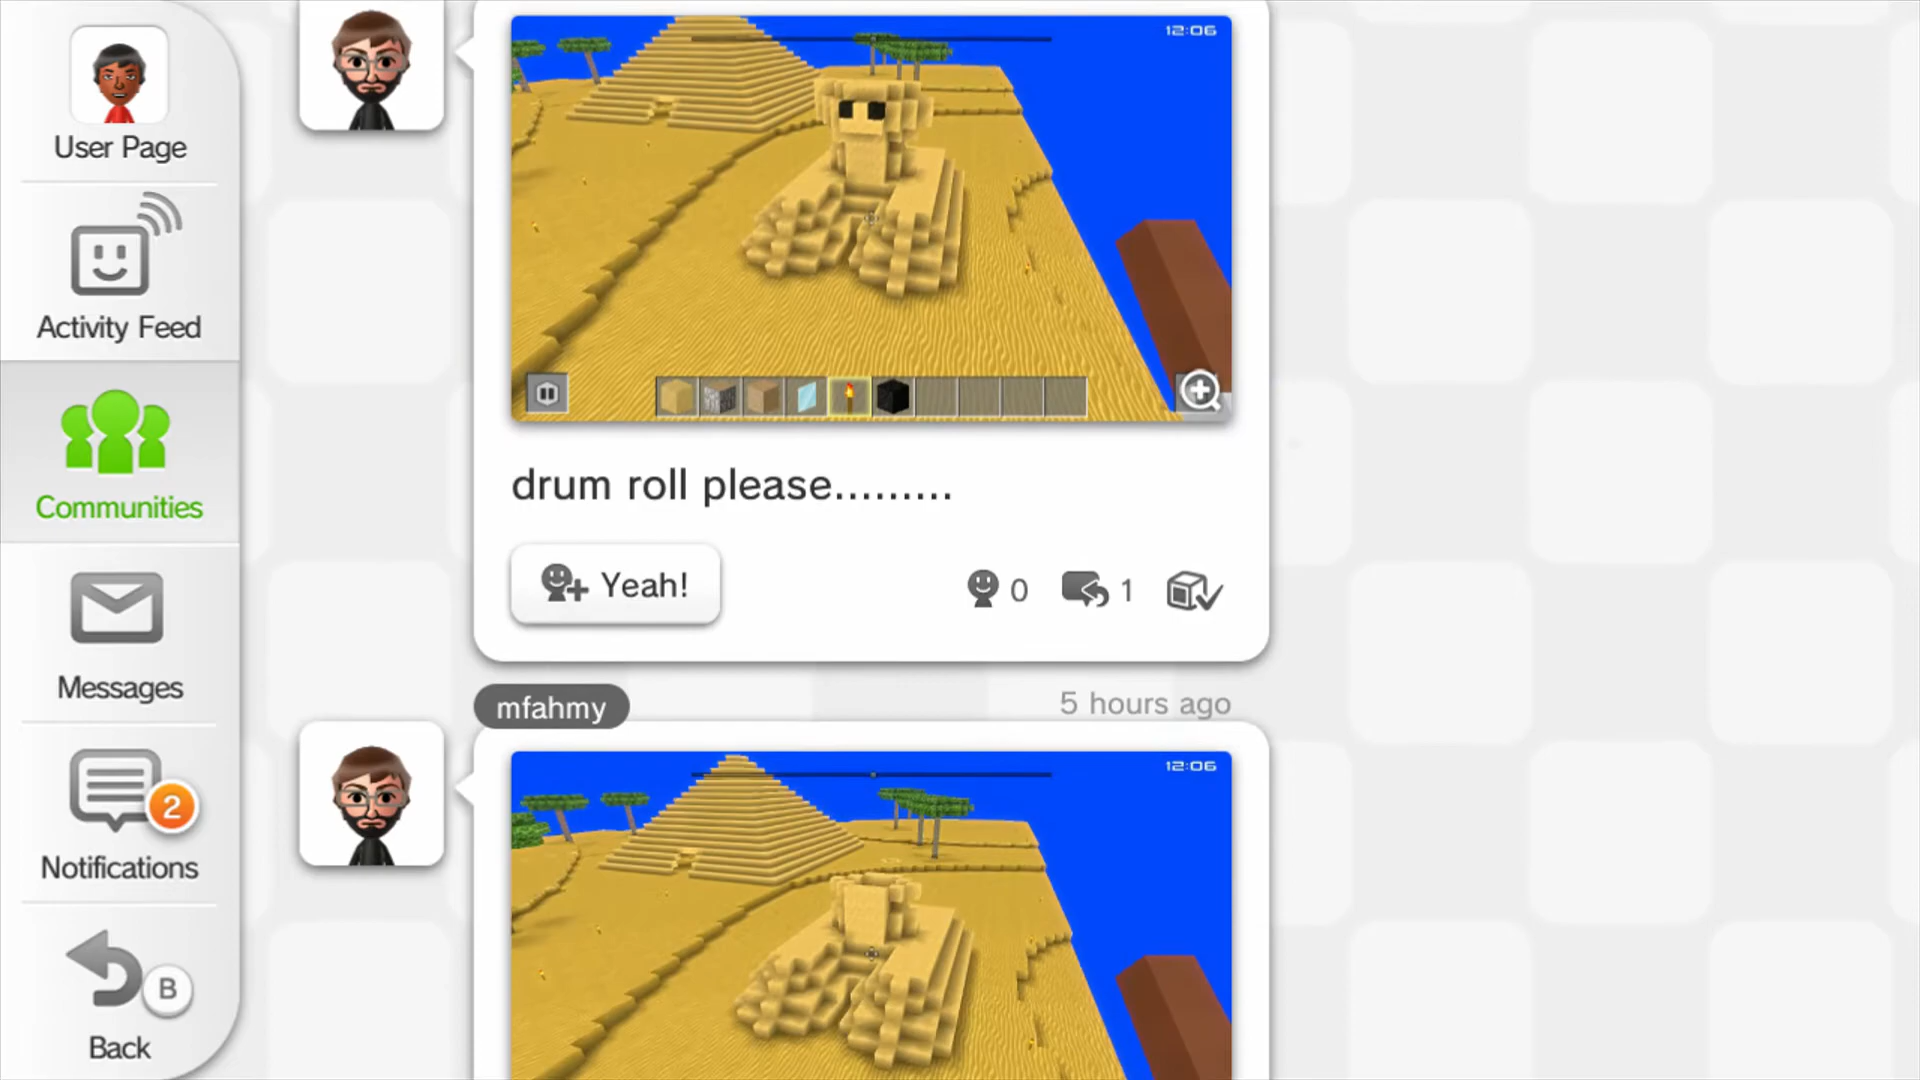 User Page
Activity Feed
Communities
Messages
2
Notifications
B
Back
12:06
drum roll please.........
Yeah!
0
1
mfahmy
5 hours ago
12:06